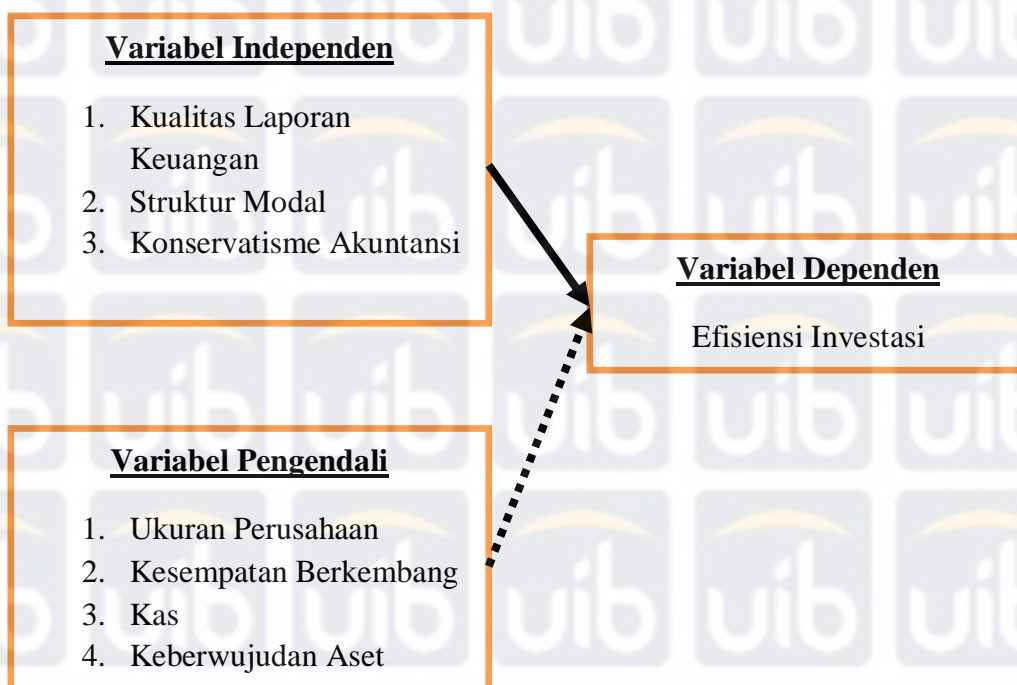 Variabel Independen
1. Kualitas Laporan
Keuangan
2. Struktur Modal
3. Konservatisme Akuntansi
Variabel Dependen
Efisiensi Investasi
Variabel Pengendali
1. Ukuran Perusahaan
2. Kesempatan Berkembang
3. Kas
4. Keberwujudan Aset